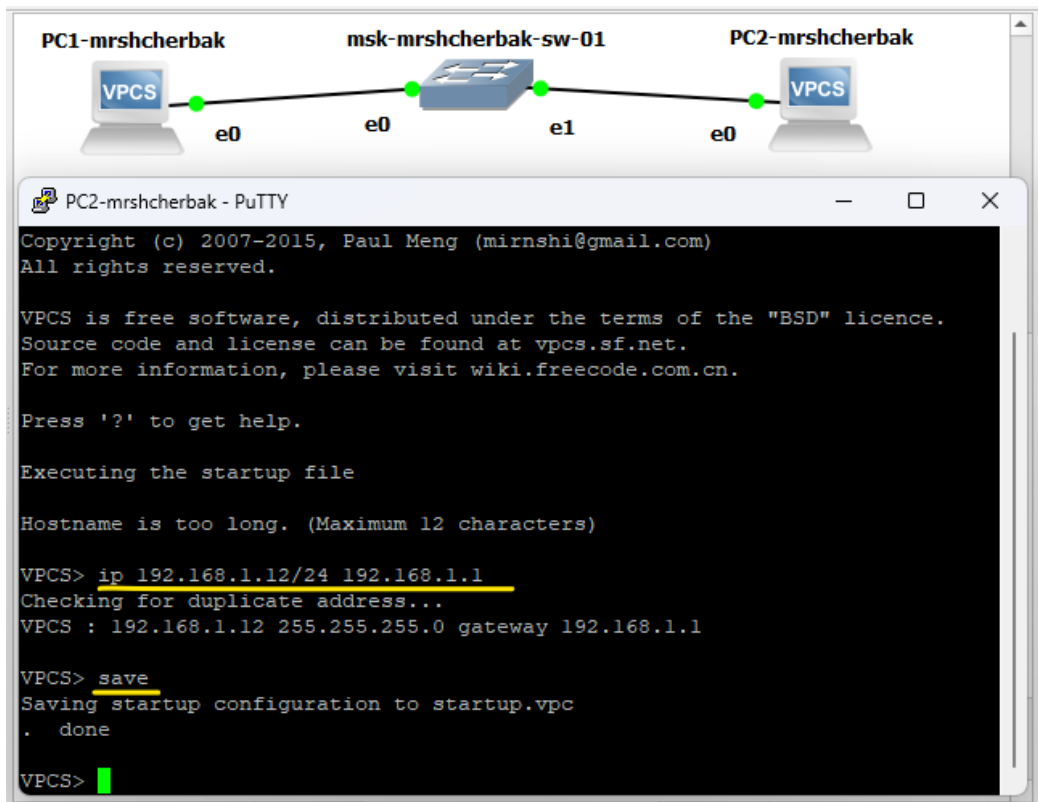 PC1-mrshcherbak msk-mrshcherbak-sw-01 PC2-mrshcherbak
VPCS VPCS
e0 e0 e1 e0
PC2-mrshcherbak - PuTTY
Copyright (c) 2007-2015, Paul Meng (mirnshi@gmail.com)
All rights reserved.
VPCS is free software, distributed under the terms of the "BSD" licence.
Source code and license can be found at vpcs.sf.net.
For more information, please visit wiki.freecode.com.cn.
Press '?' to get help.
Executing the startup file
Hostname is too long. (Maximum 12 characters)
VPCS> ip 192.168.1.12/24 192.168.1.1
Checking for duplicate address...
VPCS : 192.168.1.12 255.255.255.0 gateway 192.168.1.1
VPCS> save
Saving startup configuration to startup.vpc
.  done
VPCS>